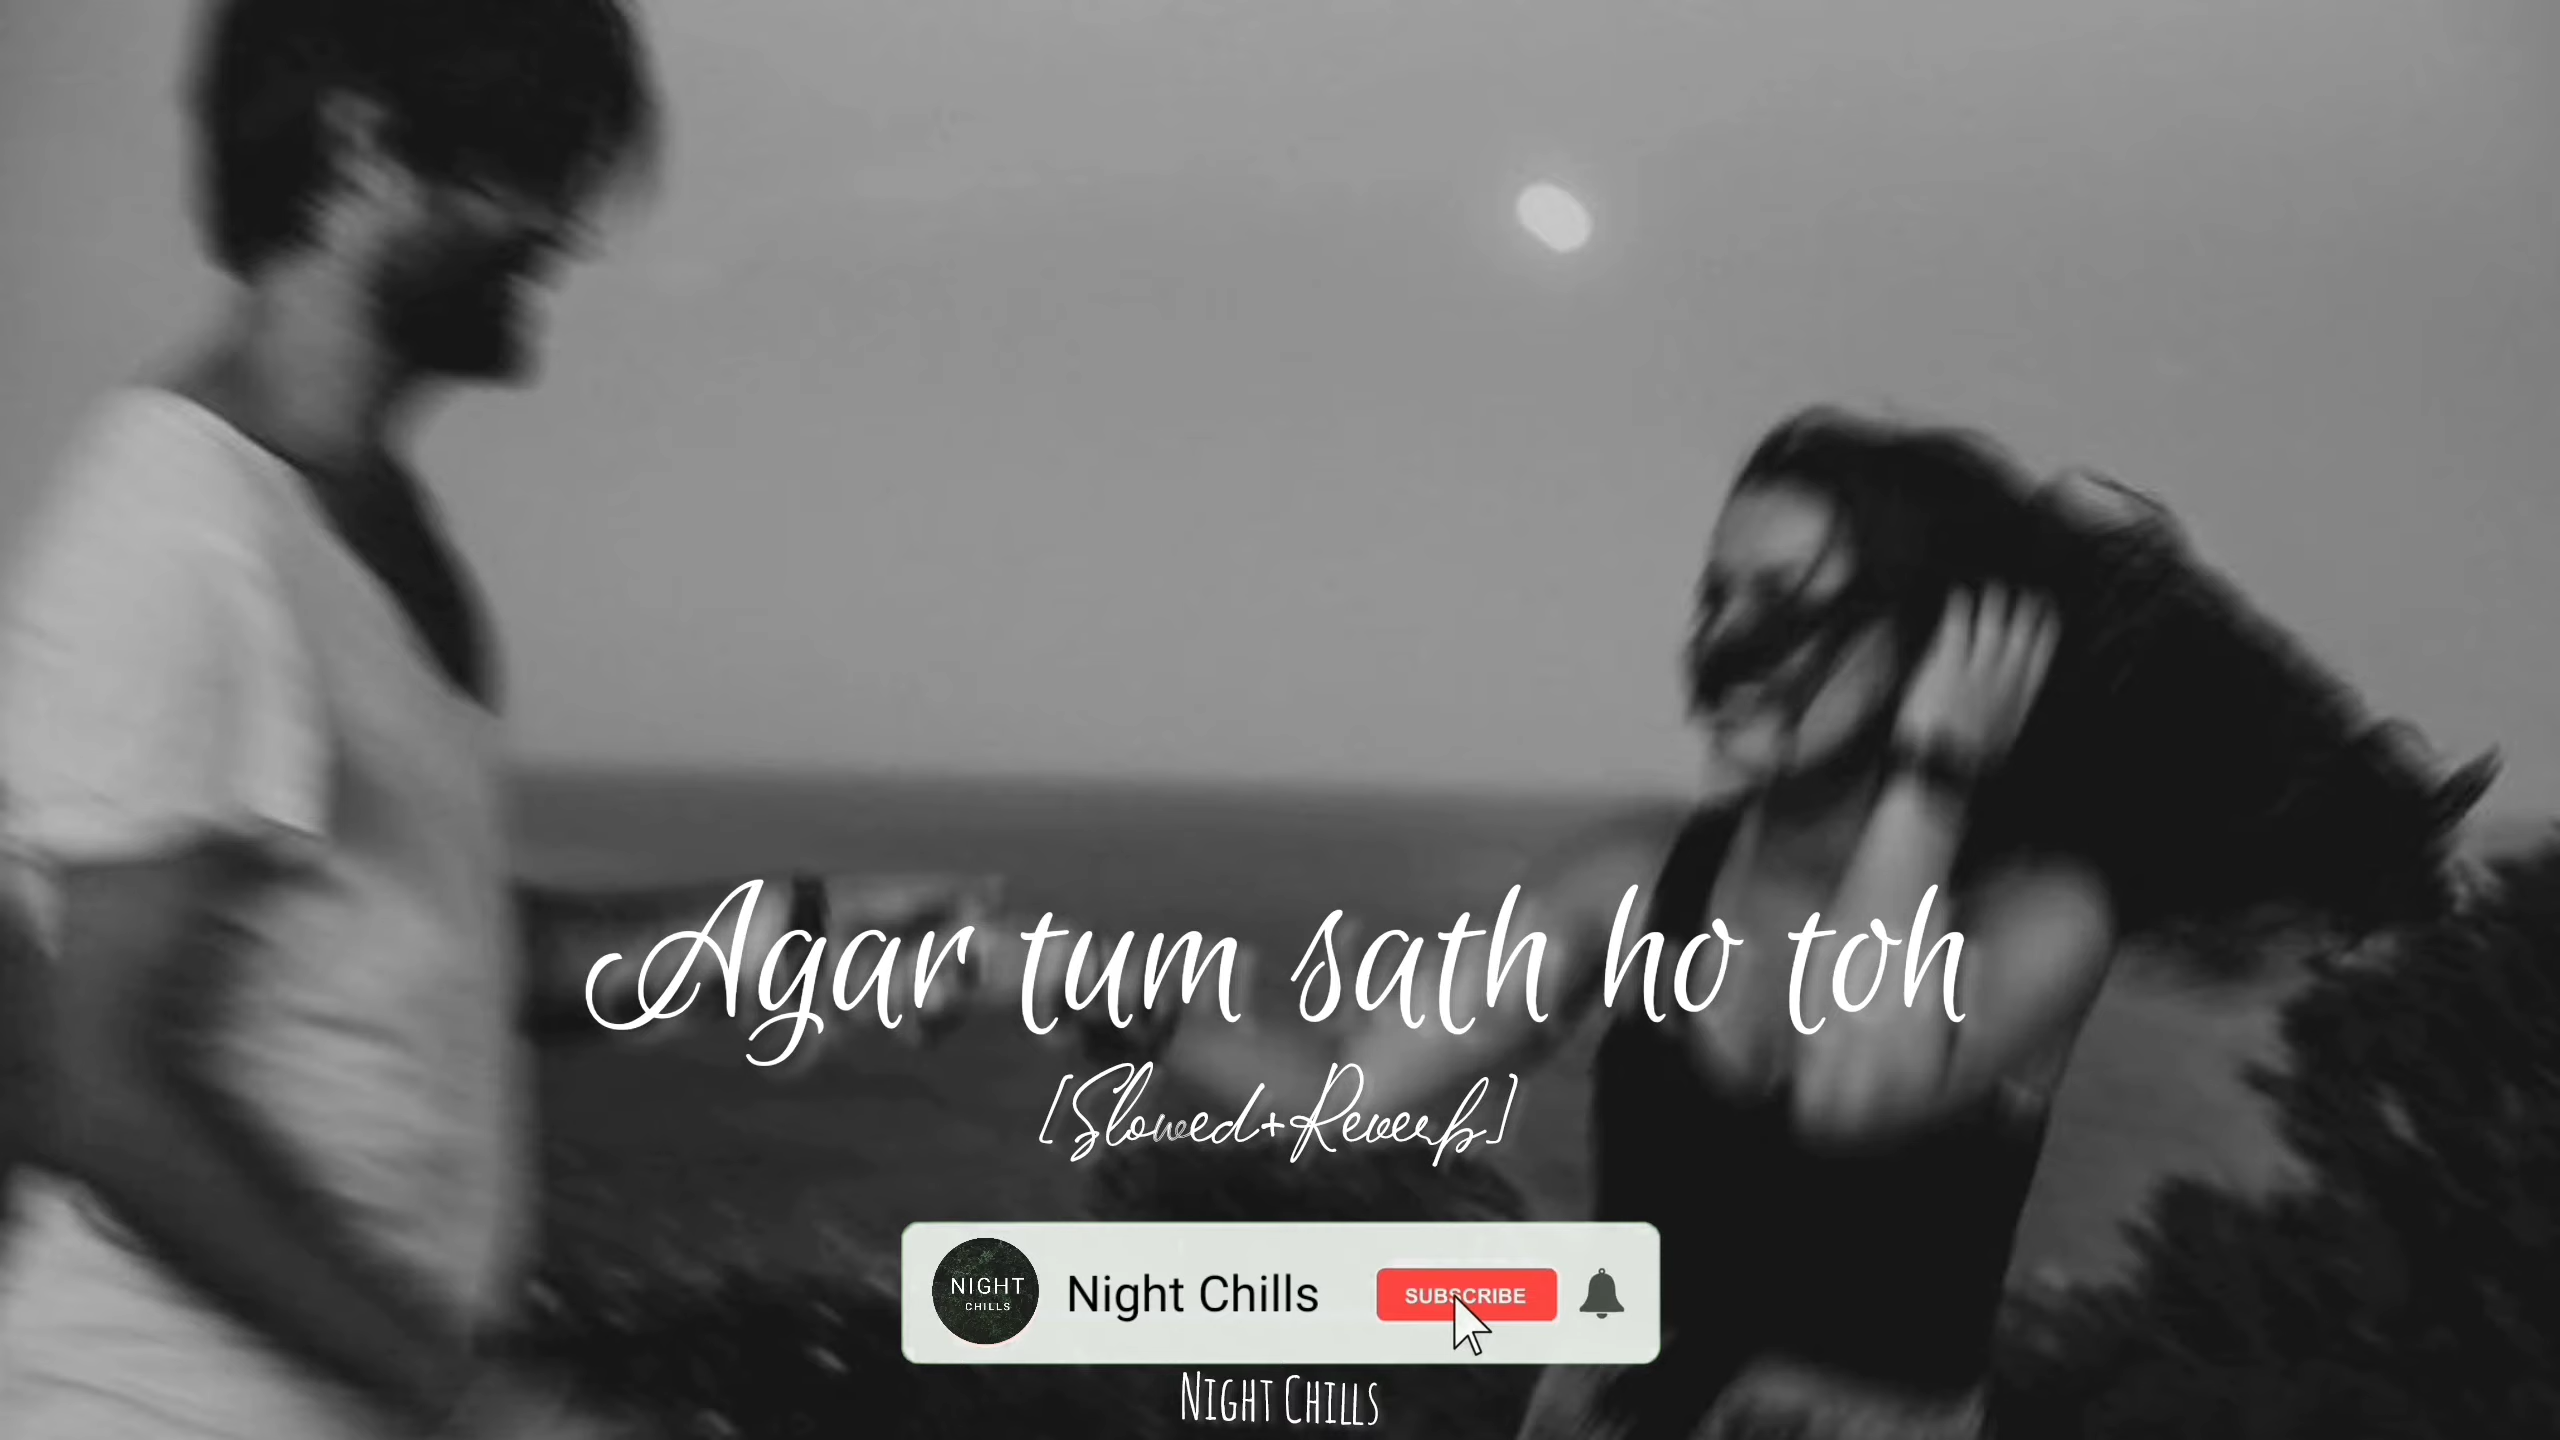 Agar tum sath ho toh
[Slowed+Reverb]
NIGHT
CHILLS
Night Chills
SUBSCRIBE
NIGHT CHILLS